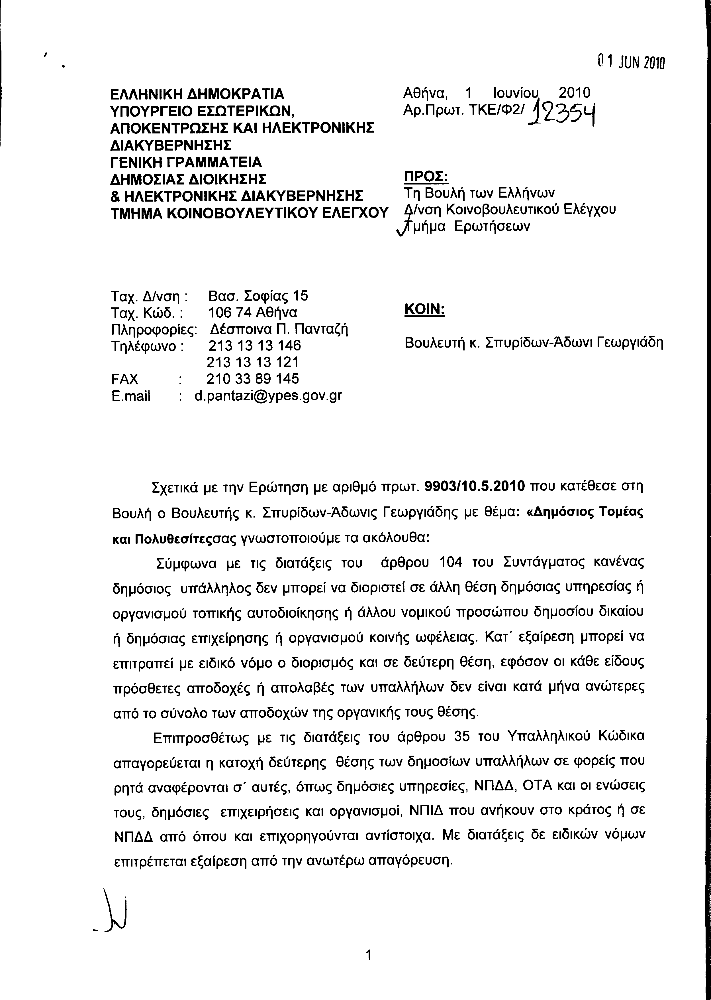 01 JUN 2010
ΕΛΛΗΝΙΚΗ ΔΗΜΟΚΡΑΤΙΑ
ΥΠΟΥΡΓΕΙΟ ΕΣΩΤΕΡΙΚΩΝ,
ΑΠΟΚΕΝΤΡΩΣΗΣ ΚΑΙ ΗΛΕΚΤΡΟΝΙΚΗΣ
ΔΙΑΚΥΒΕΡΝΗΣΗΣ
ΓΕΝΙΚΗ ΓΡΑΜΜΑΤΕΙΑ
ΔΗΜΟΣΙΑΣ ΔΙΟΙΚΗΣΗΣ
& ΗΛΕΚΤΡΟΝΙΚΗΣ ΔΙΑΚΥΒΕΡΝΗΣΗΣ
ΤΜΗΜΑ ΚΟΙΝΟΒΟΥΛΕΥΤΙΚΟΥ ΕΛΕΓΧΟΥ
Αθήνα, 1 Ιουνίου 2010
Αρ.Πρωτ. ΤΚΕ/Φ2/ 12354
ΠΡΟΣ:
Τη Βουλή των Ελλήνων
Δ/νση Κοινοβουλευτικού Ελέγχου
Τμήμα Ερωτήσεων
Ταχ. Δ/νση : Βασ. Σοφίας 15
Ταχ. Κώδ. : 106 74 Αθήνα
Πληροφορίες: Δέσποινα Π. Πανταζή
Τηλέφωνο : 213 13 13 146
213 13 13 121
FAX : 210 33 89 145
E.mail : d.pantazi@ypes.gov.gr
ΚΟΙΝ:
Βουλευτή κ. Σπυρίδων-Άδωνι Γεωργιάδη
Σχετικά με την Ερώτηση με αριθμό πρωτ. 9903/10.5.2010 που κατέθεσε στη
Βουλή ο Βουλευτής κ. Σπυρίδων-Άδωνις Γεωργιάδης με θέμα: «Δημόσιος Τομέας
και Πολυθεσίτεςσας γνωστοποιούμε τα ακόλουθα:
Σύμφωνα με τις διατάξεις του άρθρου 104 του Συντάγματος κανένας
δημόσιος υπάλληλος δεν μπορεί να διοριστεί σε άλλη θέση δημόσιας υπηρεσίας ή
οργανισμού τοπικής αυτοδιοίκησης ή άλλου νομικού προσώπου δημοσίου δικαίου
ή δημόσιας επιχείρησης ή οργανισμού κοινής ωφέλειας. Κατ΄ εξαίρεση μπορεί να
επιτραπεί με ειδικό νόμο ο διορισμός και σε δεύτερη θέση, εφόσον οι κάθε είδους
πρόσθετες αποδοχές ή απολαβές των υπαλλήλων δεν είναι κατά μήνα ανώτερες
από το σύνολο των αποδοχών της οργανικής τους θέσης.
Επιπροσθέτως με τις διατάξεις του άρθρου 35 του Υπαλληλικού Κώδικα
απαγορεύεται η κατοχή δεύτερης θέσης των δημοσίων υπαλλήλων σε φορείς που
ρητά αναφέρονται σ΄ αυτές, όπως δημόσιες υπηρεσίες, ΝΠΔΔ, ΟΤΑ και οι ενώσεις
τους, δημόσιες επιχειρήσεις και οργανισμοί, ΝΠΙΔ που ανήκουν στο κράτος ή σε
ΝΠΔΔ από όπου και επιχορηγούνται αντίστοιχα. Με διατάξεις δε ειδικών νόμων
επιτρέπεται εξαίρεση από την ανωτέρω απαγόρευση.
1